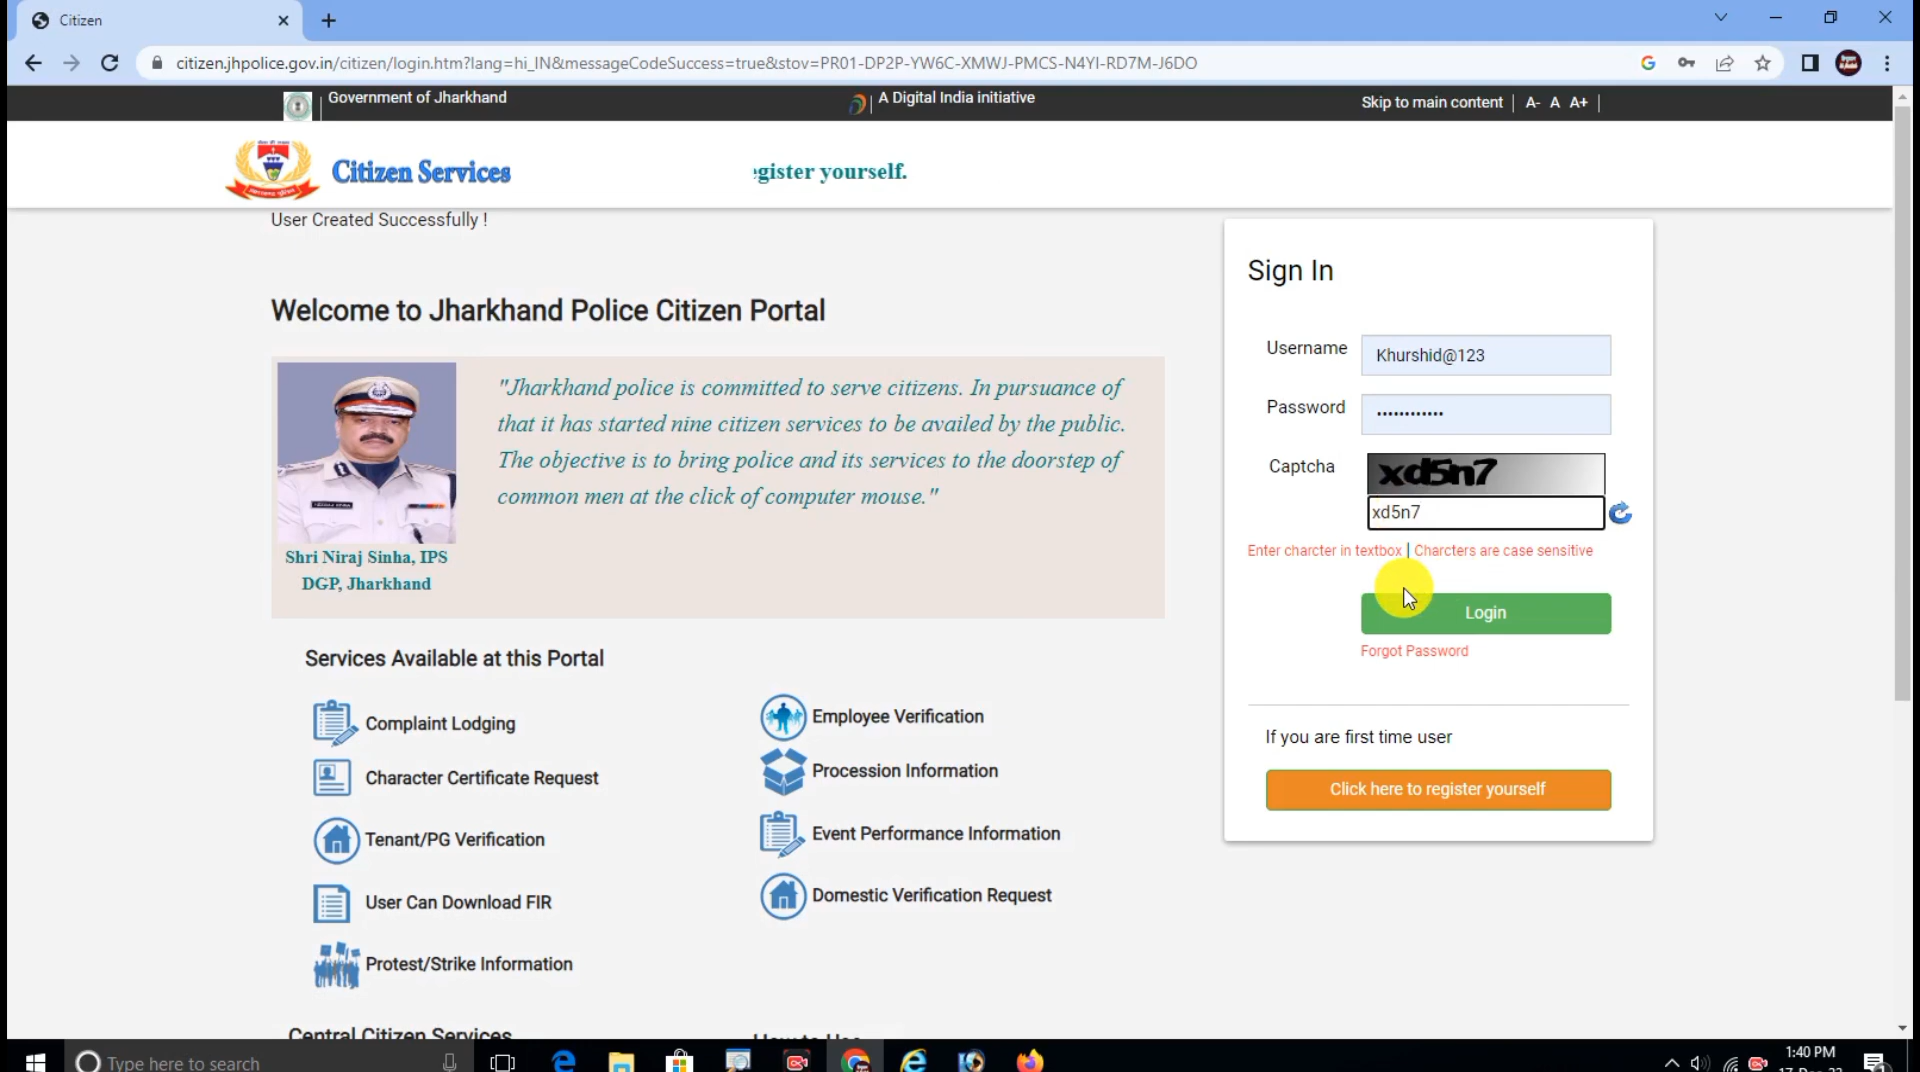 Citizen
citizen.jhpolice.gov.in/citizen/login.htm?lang=hi_IN&messageCodeSuccess=true&stov=PR01-DP2P-YW6C-XMWJ-PMCS-N4YI-RD7M-J6DO
Government of Jharkhand
A Digital India initiative
Skip to main content | A- A A+ |
Citizen Services
gister yourself.
User Created Successfully !
Welcome to Jharkhand Police Citizen Portal
"Jharkhand police is committed to serve citizens. In pursuance of
that it has started nine citizen services to be availed by the public.
The objective is to bring police and its services to the doorstep of
common men at the click of computer mouse."
Shri Niraj Sinha, IPS
DGP, Jharkhand
Services Available at this Portal
Complaint Lodging
Character Certificate Request
Tenant/PG Verification
User Can Download FIR
Protest/Strike Information
Employee Verification
Procession Information
Event Performance Information
Domestic Verification Request
Central Citizen Services
How to Use
Sign In
Username
Khurshid@123
Password
••••••••••••
Captcha
xd5n7
xd5n7
Enter charcter in textbox | Charcters are case sensitive
Login
Forgot Password
If you are first time user
Click here to register yourself
Type here to search
1:40 PM